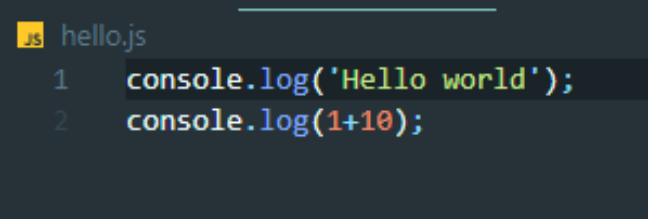 JS hello.js
1 console.log('Hello world');
2 console.log(1+10);